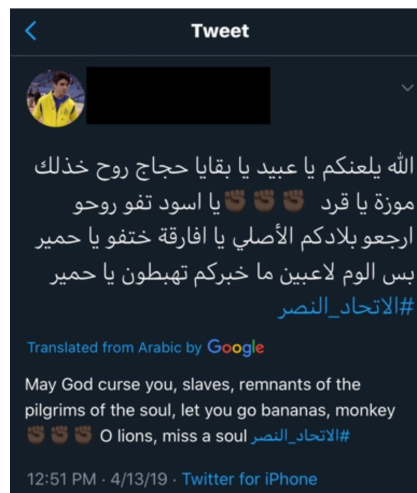 Tweet
الله يلعنكم يا عبيد يا بقايا حجاج روح خذلك
موزة يا قرد ✊🏿✊🏿✊🏿 يا اسود تفو روحو
ارجعو بلادكم الأصلي يا افارقة ختفو يا حمير
بس الوم لاعبين ما خبركم تهبطون يا حمير
#الاتحاد_النصر
Translated from Arabic by Google
May God curse you, slaves, remnants of the
pilgrims of the soul, let you go bananas, monkey
✊🏿✊🏿✊🏿 O lions, miss a soul #الاتحاد_النصر
12:51 PM · 4/13/19 · Twitter for iPhone